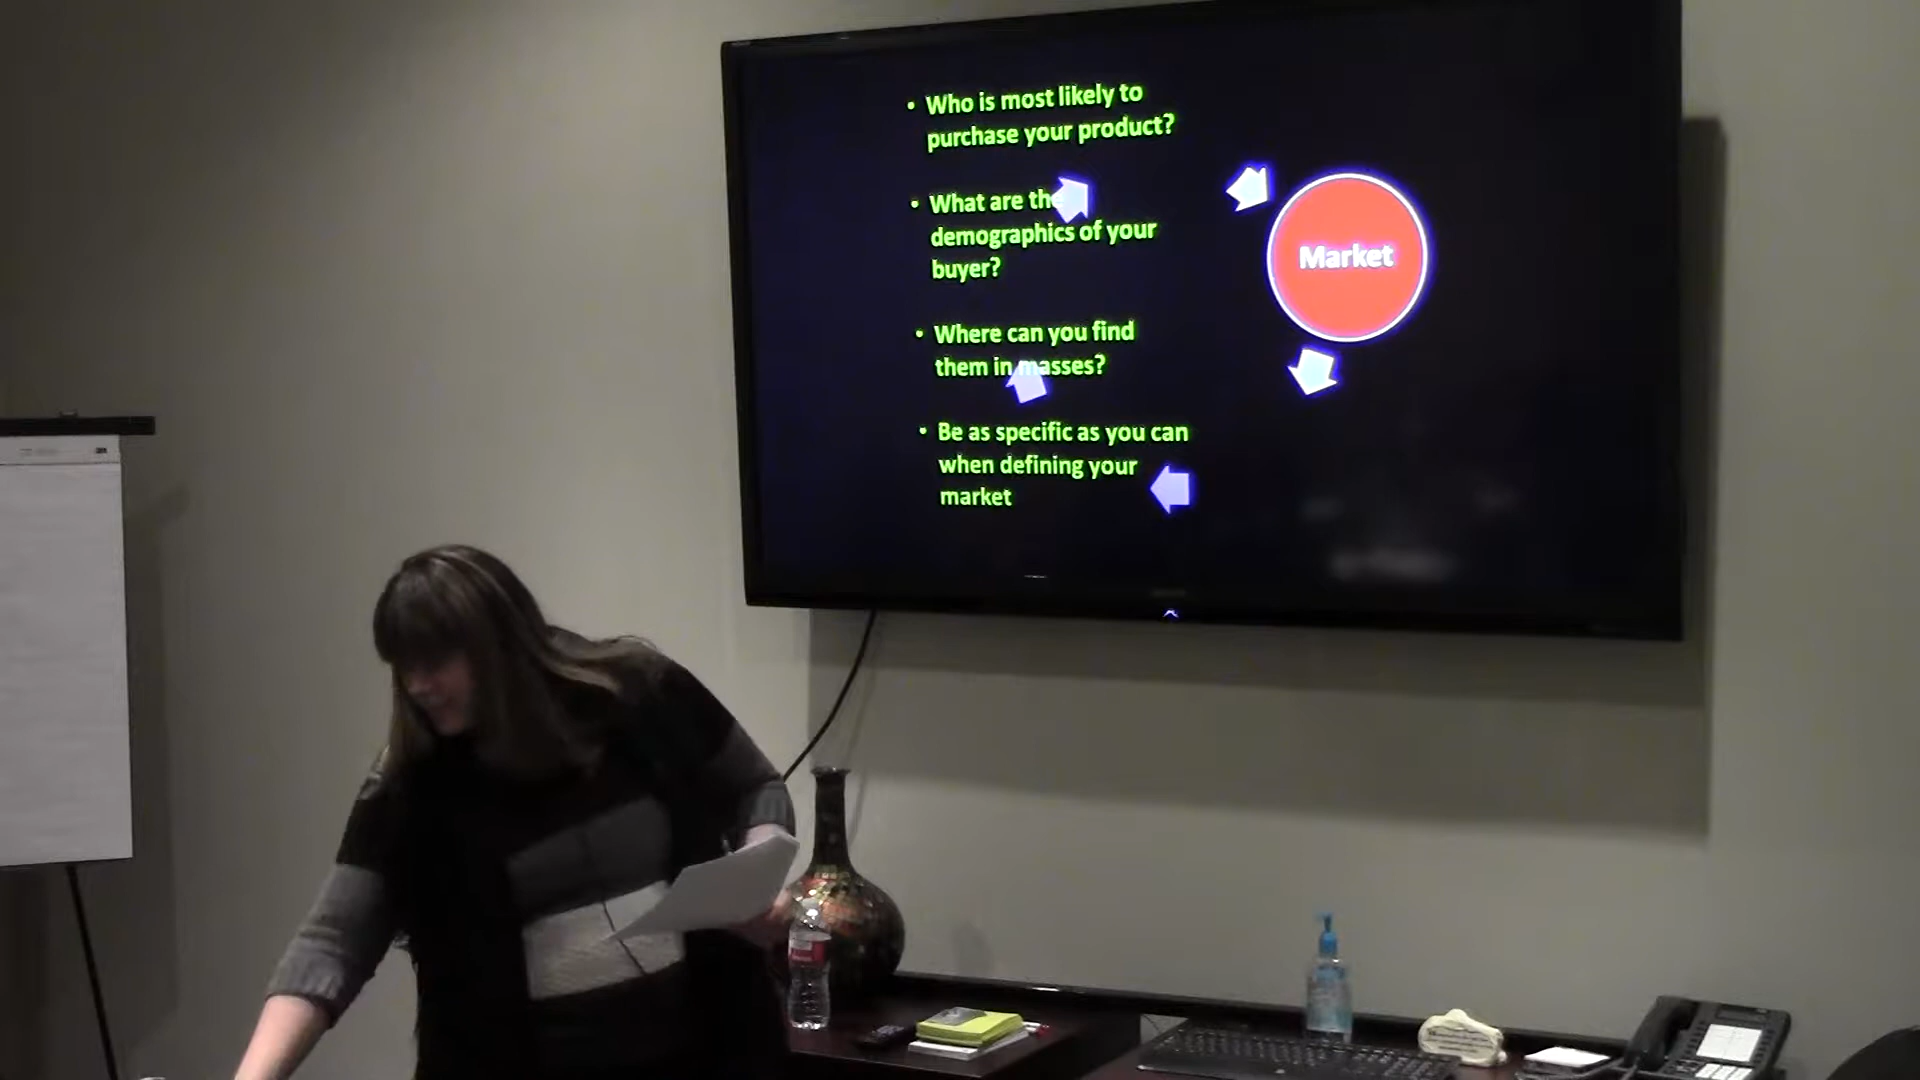 • Who is most likely to
purchase your product?
• What are the
demographics of your
buyer?
• Where can you find
them in masses?
• Be as specific as you can
when defining your
market
Market